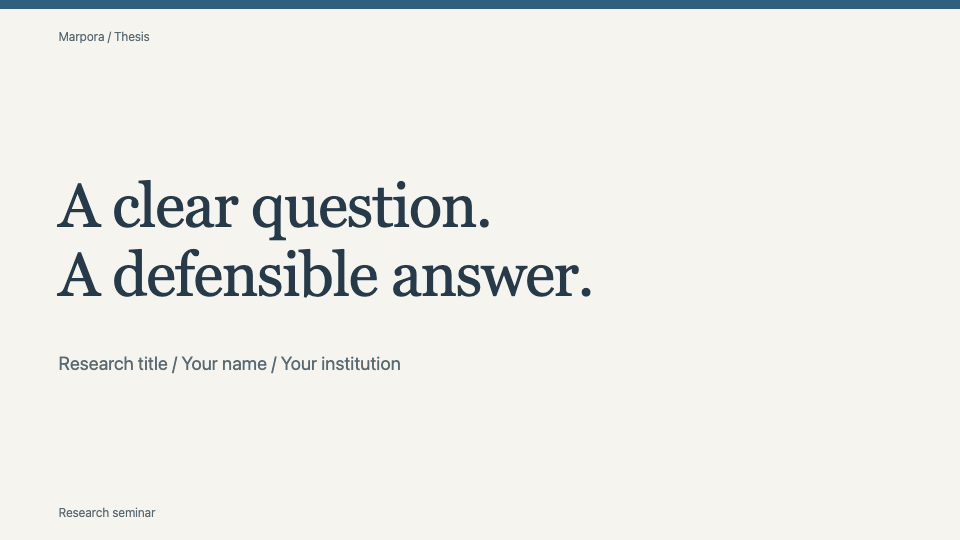 Marpora / Thesis
A clear question.
A defensible answer.
Research title / Your name / Your institution
Research seminar